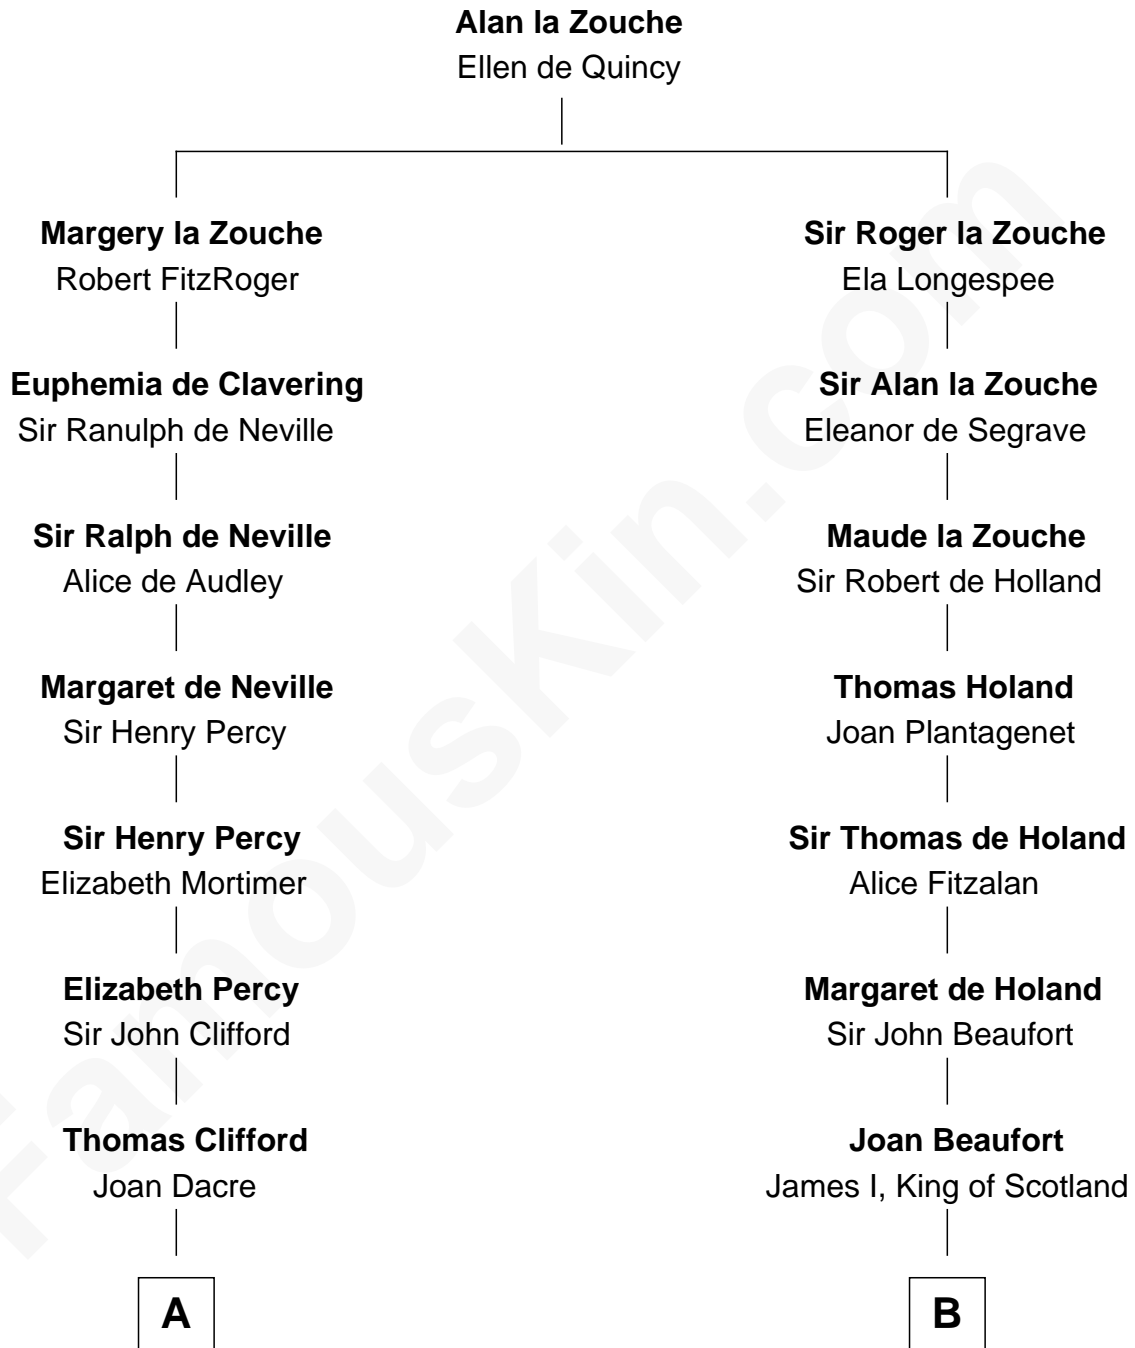 Alan la Zouche
Ellen de Quincy
Margery la Zouche
Robert FitzRoger
Sir Roger la Zouche
Ela Longespee
Euphemia de Clavering
Sir Ranulph de Neville
Sir Alan la Zouche
Eleanor de Segrave
Sir Ralph de Neville
Alice de Audley
Maude la Zouche
Sir Robert de Holland
Margaret de Neville
Sir Henry Percy
Thomas Holand
Joan Plantagenet
Sir Henry Percy
Elizabeth Mortimer
Sir Thomas de Holand
Alice Fitzalan
Elizabeth Percy
Sir John Clifford
Margaret de Holand
Sir John Beaufort
Thomas Clifford
Joan Dacre
Joan Beaufort
James I, King of Scotland
A
B
FamousKin.com